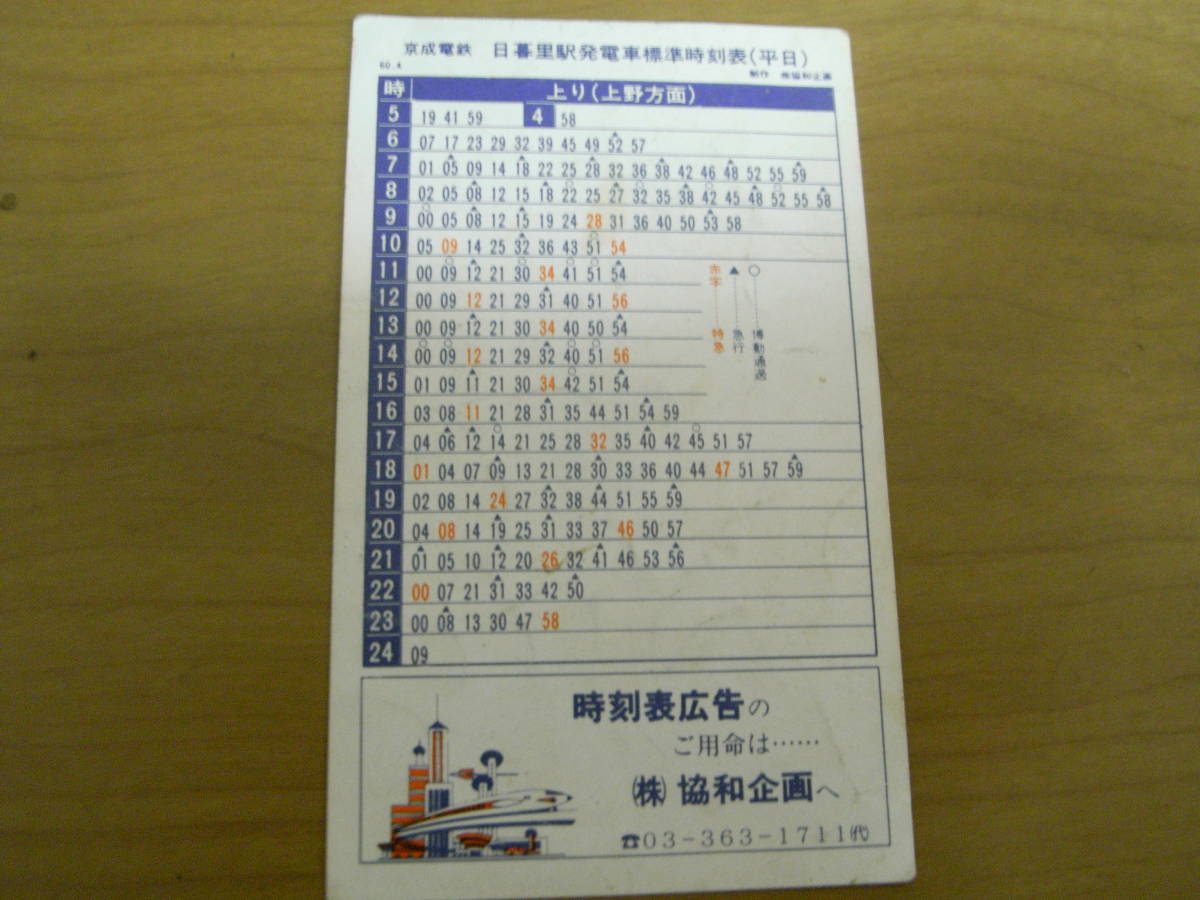 京成電鉄 日暮里駅発電車標準時刻表(平日)
60.4 制作 ㈱協和企画
時 上り(上野方面)
5 19 41 59 4 58
6 07 17 23 29 32 39 45 49 ▲52 57
7 01 ▲05 09 14 ▲18 22 25 ▲28 32 36 ▲38 42 46 ▲48 52 55 ▲59
8 02 05 ▲08 12 15 ▲18 ○22 25 ▲27 ○32 35 ▲38 ○42 45 ▲48 ○52 55 ▲58
9 ○00 05 ▲08 12 ▲15 19 24 28 31 36 40 50 ▲53 58
10 05 09 14 25 ▲32 36 43 ○51 54
11 00 ○09 ▲12 21 ○30 34 ○41 ○51 ▲54
12 00 09 12 21 29 ▲31 40 51 56
13 00 09 ▲12 21 30 34 40 50 ▲54
14 ○00 ○09 12 21 29 ▲32 ○40 ○51 56
15 01 09 ▲11 21 30 34 ○42 51 ▲54
16 03 08 11 21 28 ▲31 35 44 51 ▲54 59
17 04 ▲06 ▲12 ○14 21 25 28 32 35 ▲40 42 ○45 51 57
18 01 04 07 ▲09 13 21 28 ▲30 33 36 40 44 47 51 57 ▲59
19 02 08 14 24 27 ▲32 38 ▲44 51 55 ▲59
20 04 08 14 ▲19 25 ▲31 33 37 46 50 57
21 ▲01 05 10 ▲12 20 26 32 ▲41 46 53 ▲56
22 00 07 21 ▲31 33 42 ▲50
23 00 ▲08 13 30 47 58
24 09
○……博動通過
▲……急行
赤字……特急
時刻表広告の
ご用命は……
㈱ 協和企画へ
☎03-363-1711㈹